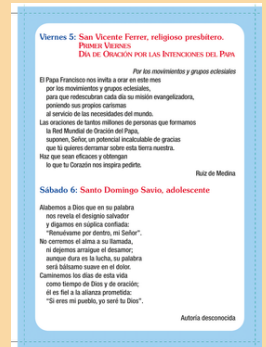 Viernes 5: San Vicente Ferrer, religioso presbítero.
Primer Viernes
Día de Oración por las Intenciones del Papa
Por los movimientos y grupos eclesiales
El Papa Francisco nos invita a orar en este mes
por los movimientos y grupos eclesiales,
para que redescubran cada día su misión evangelizadora,
poniendo sus propios carismas
al servicio de las necesidades del mundo.
Las oraciones de tantos millones de personas que formamos
la Red Mundial de Oración del Papa,
suponen, Señor, un potencial incalculable de gracias
que tú quieres derramar sobre esta tierra nuestra.
Haz que sean eficaces y obtengan
lo que tu Corazón nos inspira pedirte.
Ruiz de Medina
Sábado 6: Santo Domingo Savio, adolescente
Alabemos a Dios que en su palabra
nos revela el designio salvador
y digamos en súplica confiada:
"Renuévame por dentro, mi Señor".
No cerremos el alma a su llamada,
ni dejemos arraigue el desamor;
aunque dura es la lucha, su palabra
será bálsamo suave en el dolor.
Caminemos los días de esta vida
como tiempo de Dios y de oración;
él es fiel a la alianza prometida:
"Si eres mi pueblo, yo seré tu Dios".
Autoría desconocida